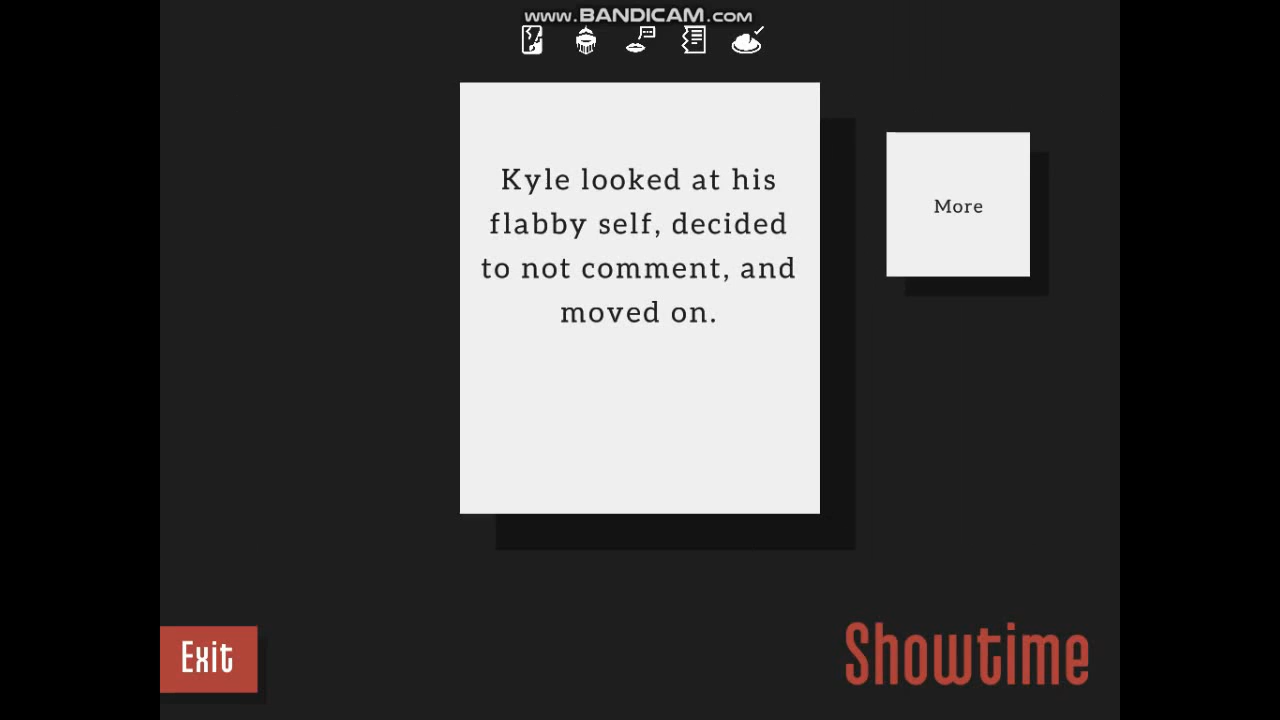 www.BANDICAM.com
Kyle looked at his
flabby self, decided
to not comment, and
moved on.
More
Exit
Showtime